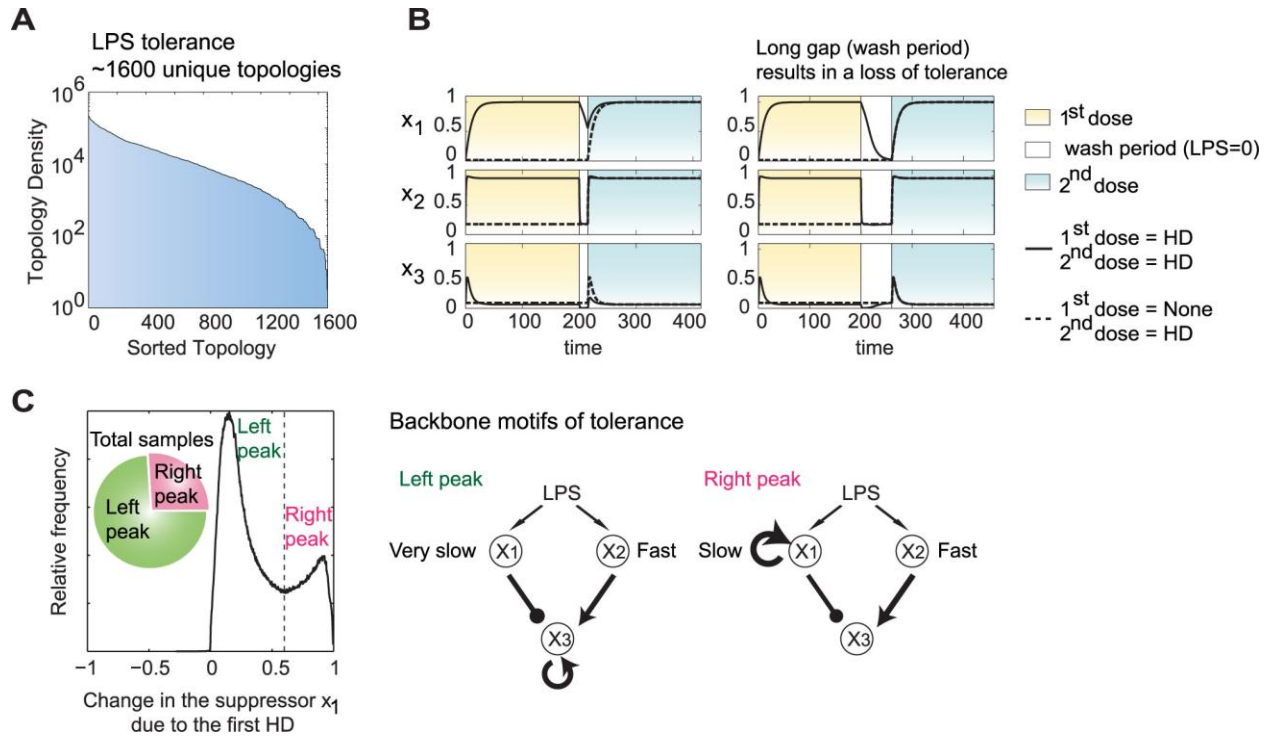 A
LPS tolerance
~1600 unique topologies
10^6
10^4
10^2
10^0
Topology Density
0 400 800 1200 1600
Sorted Topology
B
Long gap (wash period)
results in a loss of tolerance
x1
1
0.5
0
x2
1
0.5
0
x3
1
0.5
0
0 100 200 300 400
time
0 200 400
time
1st dose
wash period (LPS=0)
2nd dose
1st dose = HD
2nd dose = HD
1st dose = None
2nd dose = HD
C
Relative frequency
Total samples
Left peak
Right peak
Left
peak
Right
peak
-1 -0.5 0 0.5 1
Change in the suppressor x1
due to the first HD
Backbone motifs of tolerance
Left peak
LPS
Very slow X1 X2 Fast
X3
Right peak
LPS
Slow X1 X2 Fast
X3